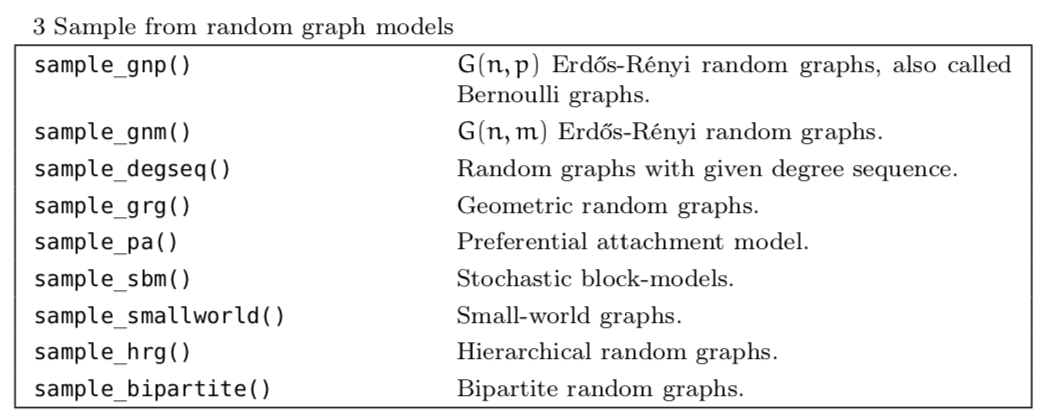 3 Sample from random graph models
sample_gnp() G(n, p) Erdős-Rényi random graphs, also called
Bernoulli graphs.
sample_gnm() G(n, m) Erdős-Rényi random graphs.
sample_degseq() Random graphs with given degree sequence.
sample_grg() Geometric random graphs.
sample_pa() Preferential attachment model.
sample_sbm() Stochastic block-models.
sample_smallworld() Small-world graphs.
sample_hrg() Hierarchical random graphs.
sample_bipartite() Bipartite random graphs.